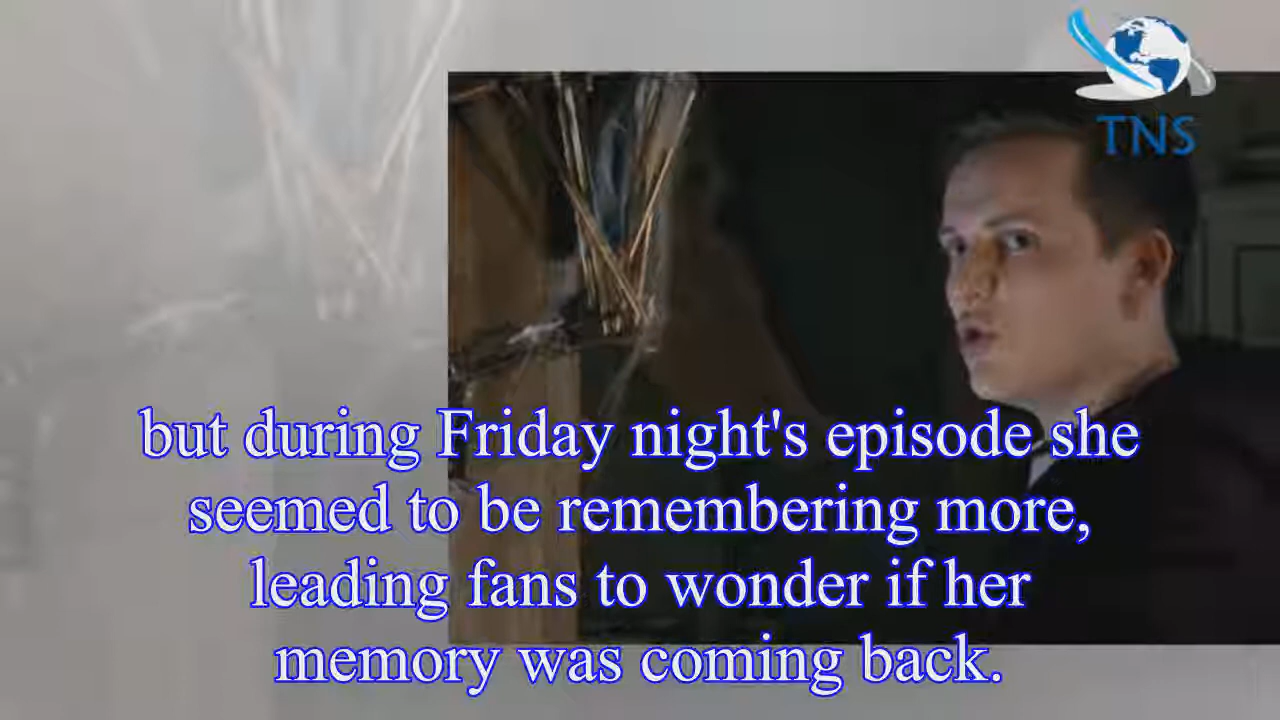 TNS
but during Friday night's episode she
seemed to be remembering more,
leading fans to wonder if her
memory was coming back.